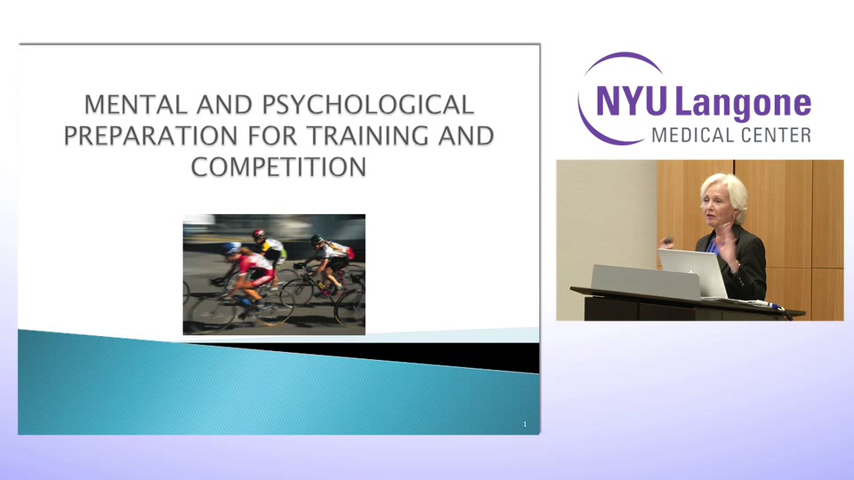 MENTAL AND PSYCHOLOGICAL
PREPARATION FOR TRAINING AND
COMPETITION
1
NYU Langone
MEDICAL CENTER